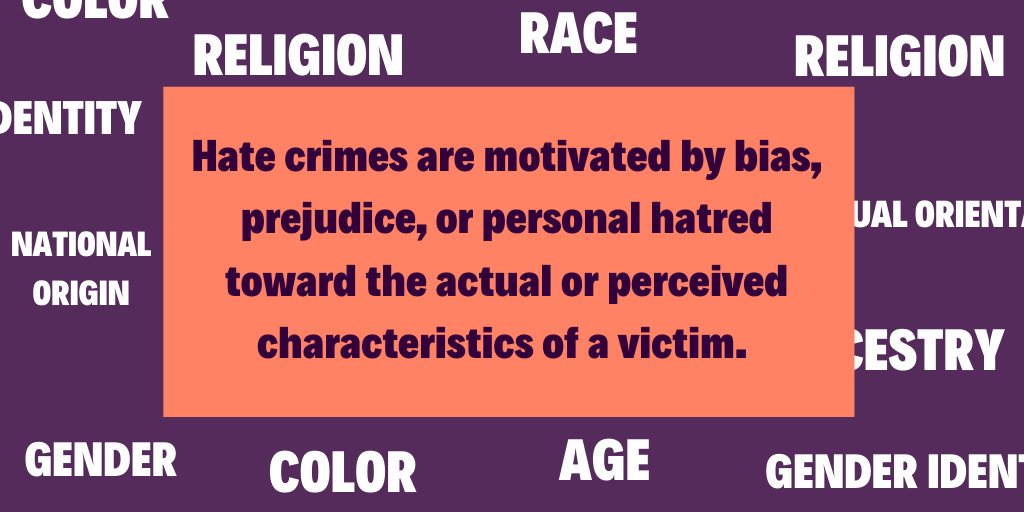 COLOR
RACE
RELIGION
RELIGION
DENTITY
Hate crimes are motivated by bias,
prejudice, or personal hatred
toward the actual or perceived
characteristics of a victim.
NATIONAL
ORIGIN
UAL ORIENTA
CESTRY
GENDER
COLOR
AGE
GENDER IDENT